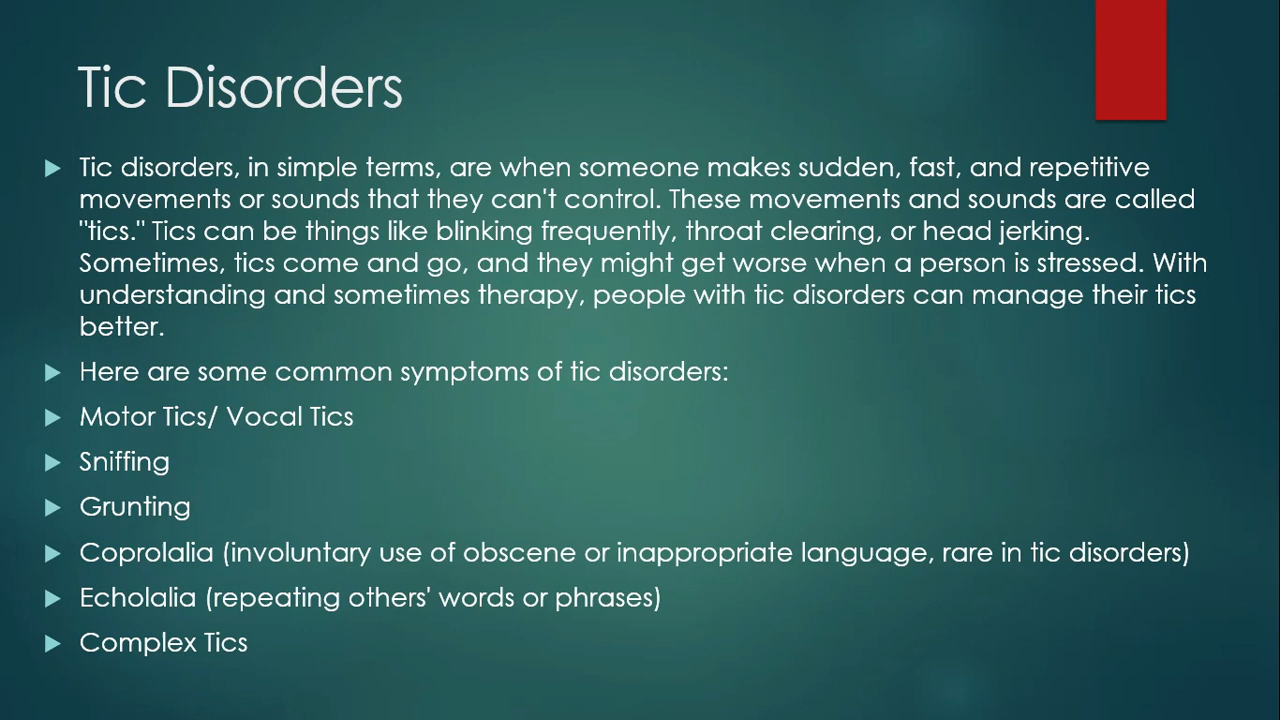 Tic Disorders
Tic disorders, in simple terms, are when someone makes sudden, fast, and repetitive
movements or sounds that they can't control. These movements and sounds are called
"tics." Tics can be things like blinking frequently, throat clearing, or head jerking.
Sometimes, tics come and go, and they might get worse when a person is stressed. With
understanding and sometimes therapy, people with tic disorders can manage their tics
better.
Here are some common symptoms of tic disorders:
Motor Tics/ Vocal Tics
Sniffing
Grunting
Coprolalia (involuntary use of obscene or inappropriate language, rare in tic disorders)
Echolalia (repeating others' words or phrases)
Complex Tics